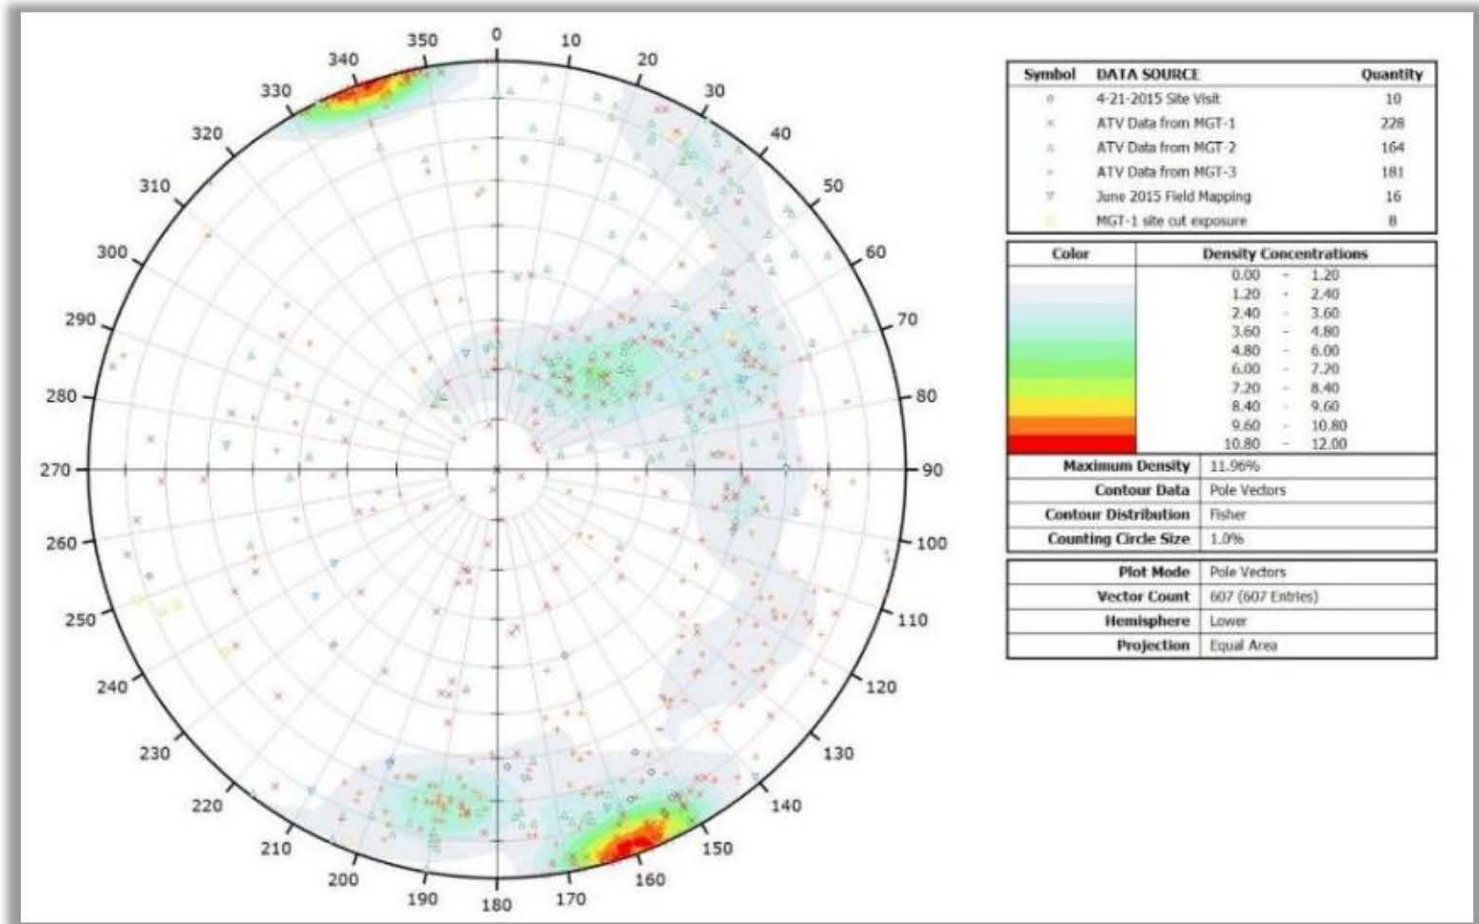 0
10
20
30
40
50
60
70
80
90
100
110
120
130
140
150
160
170
180
190
200
210
220
230
240
250
260
270
280
290
300
310
320
330
340
350
Symbol DATA SOURCE Quantity
4-21-2015 Site Visit 10
ATV Data from MGT-1 228
ATV Data from MGT-2 164
ATV Data from MGT-3 181
June 2015 Field Mapping 16
MGT-1 site cut exposure 8
Color Density Concentrations
0.00 - 1.20
1.20 - 2.40
2.40 - 3.60
3.60 - 4.80
4.80 - 6.00
6.00 - 7.20
7.20 - 8.40
8.40 - 9.60
9.60 - 10.80
10.80 - 12.00
Maximum Density 11.96%
Contour Data Pole Vectors
Contour Distribution Fisher
Counting Circle Size 1.0%
Plot Mode Pole Vectors
Vector Count 607 (607 Entries)
Hemisphere Lower
Projection Equal Area